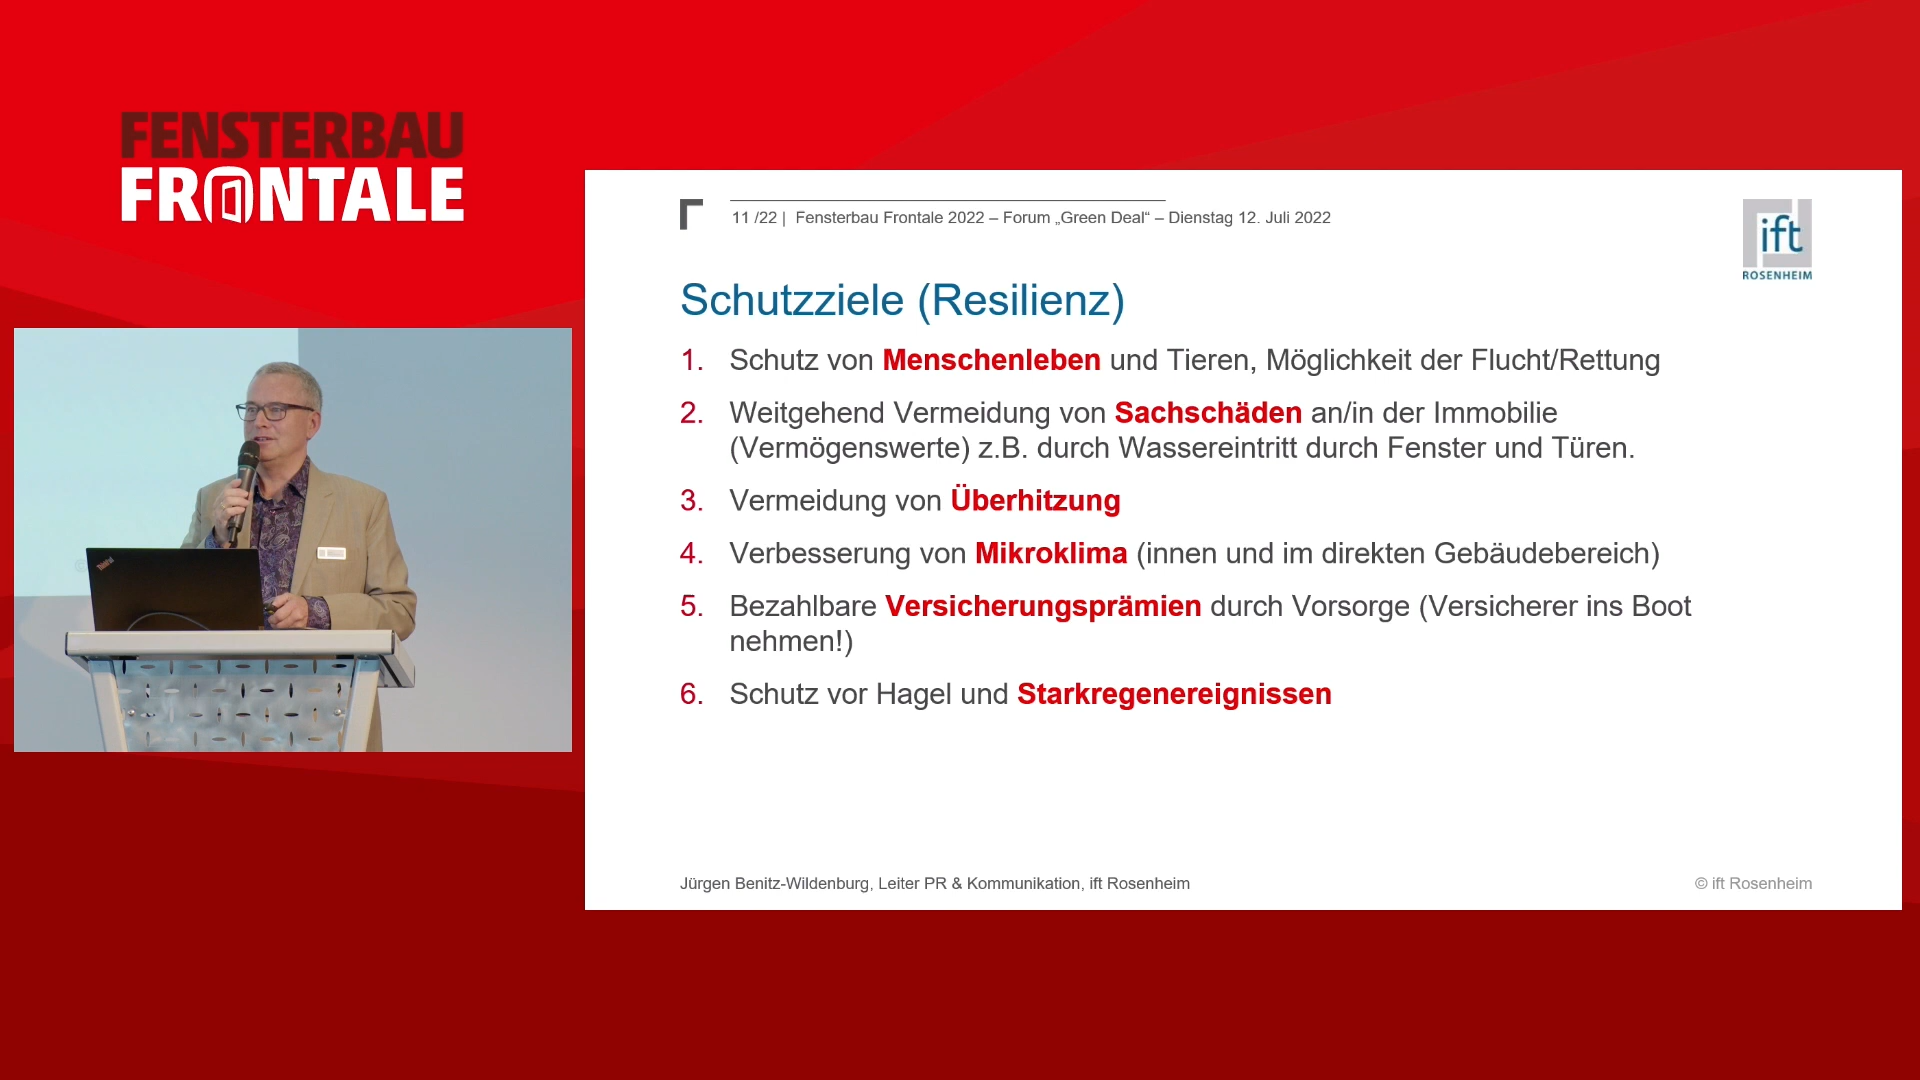 FENSTERBAU
FRONTALE
11 /22 | Fensterbau Frontale 2022 – Forum „Green Deal“ – Dienstag 12. Juli 2022
ift
ROSENHEIM
Schutzziele (Resilienz)
1. Schutz von Menschenleben und Tieren, Möglichkeit der Flucht/Rettung
2. Weitgehend Vermeidung von Sachschäden an/in der Immobilie
(Vermögenswerte) z.B. durch Wassereintritt durch Fenster und Türen.
3. Vermeidung von Überhitzung
4. Verbesserung von Mikroklima (innen und im direkten Gebäudebereich)
5. Bezahlbare Versicherungsprämien durch Vorsorge (Versicherer ins Boot
nehmen!)
6. Schutz vor Hagel und Starkregenereignissen
ThinkPad
Jürgen Benitz-Wildenburg, Leiter PR & Kommunikation, ift Rosenheim
© ift Rosenheim